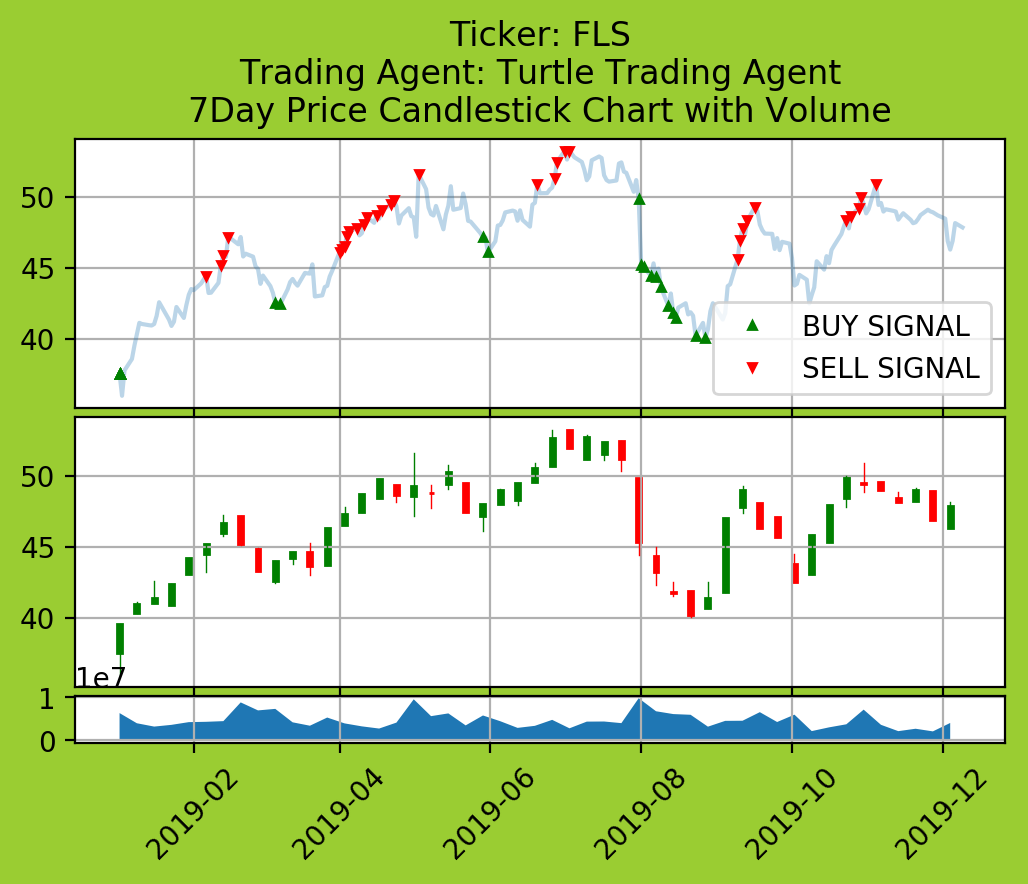 Ticker: FLS
Trading Agent: Turtle Trading Agent
7Day Price Candlestick Chart with Volume
50
45
40
BUY SIGNAL
SELL SIGNAL
50
45
40
1e7
1
0
2019-02
2019-04
2019-06
2019-08
2019-10
2019-12